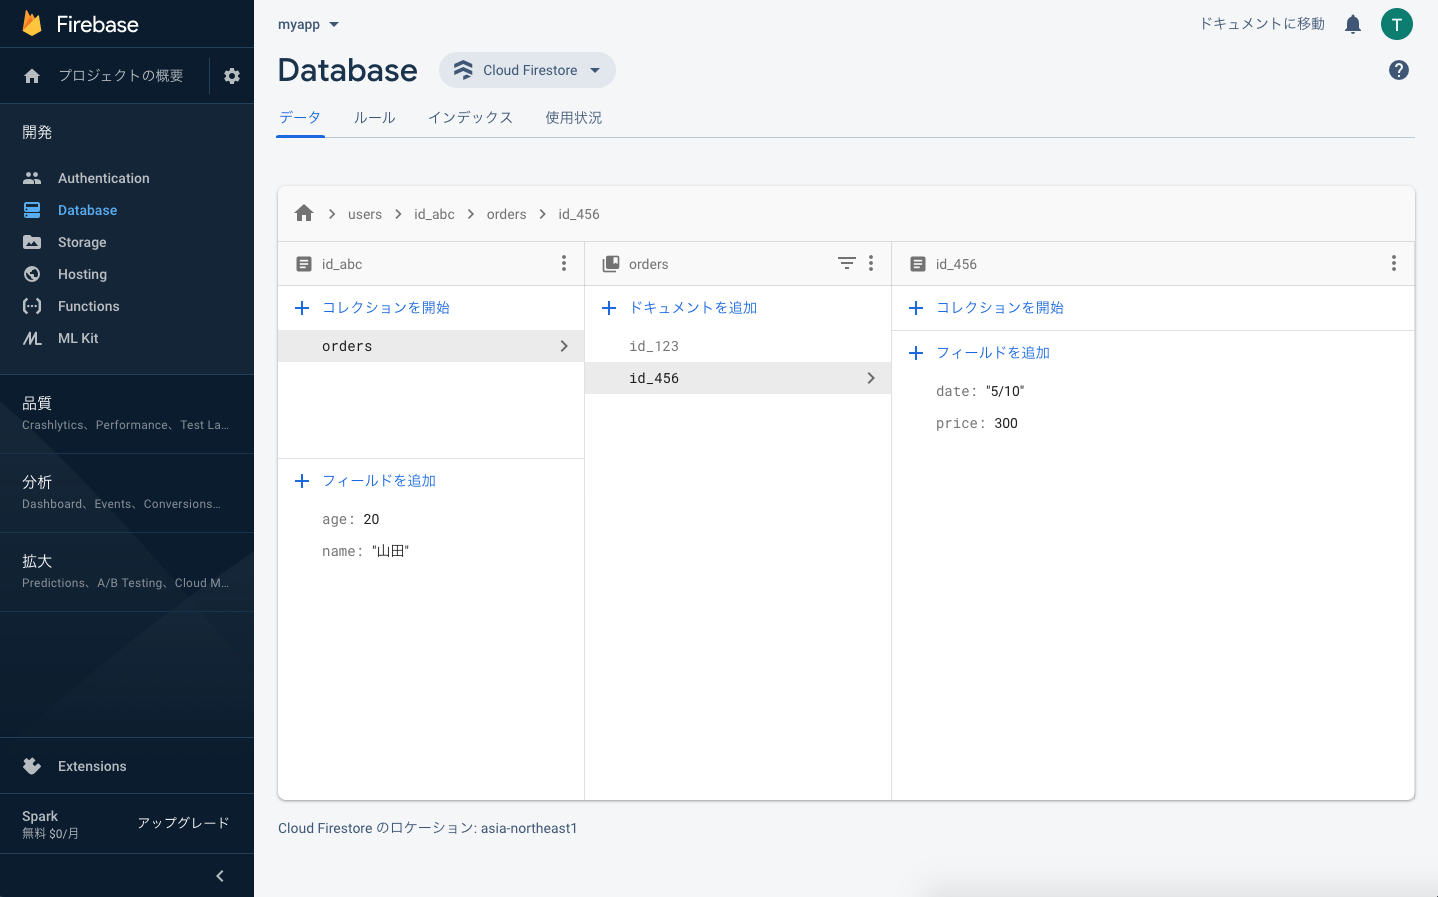 Firebase
プロジェクトの概要
開発
Authentication
Database
Storage
Hosting
Functions
ML Kit
品質
Crashlytics、Performance、Test La...
分析
Dashboard、Events、Conversions...
拡大
Predictions、A/B Testing、Cloud M...
Extensions
Spark
無料 $0/月
アップグレード
myapp
ドキュメントに移動
T
Database
Cloud Firestore
?
データ ルール インデックス 使用状況
users > id_abc > orders > id_456
id_abc
コレクションを開始
orders
フィールドを追加
age: 20
name: "山田"
orders
ドキュメントを追加
id_123
id_456
id_456
コレクションを開始
フィールドを追加
date: "5/10"
price: 300
Cloud Firestore のロケーション: asia-northeast1